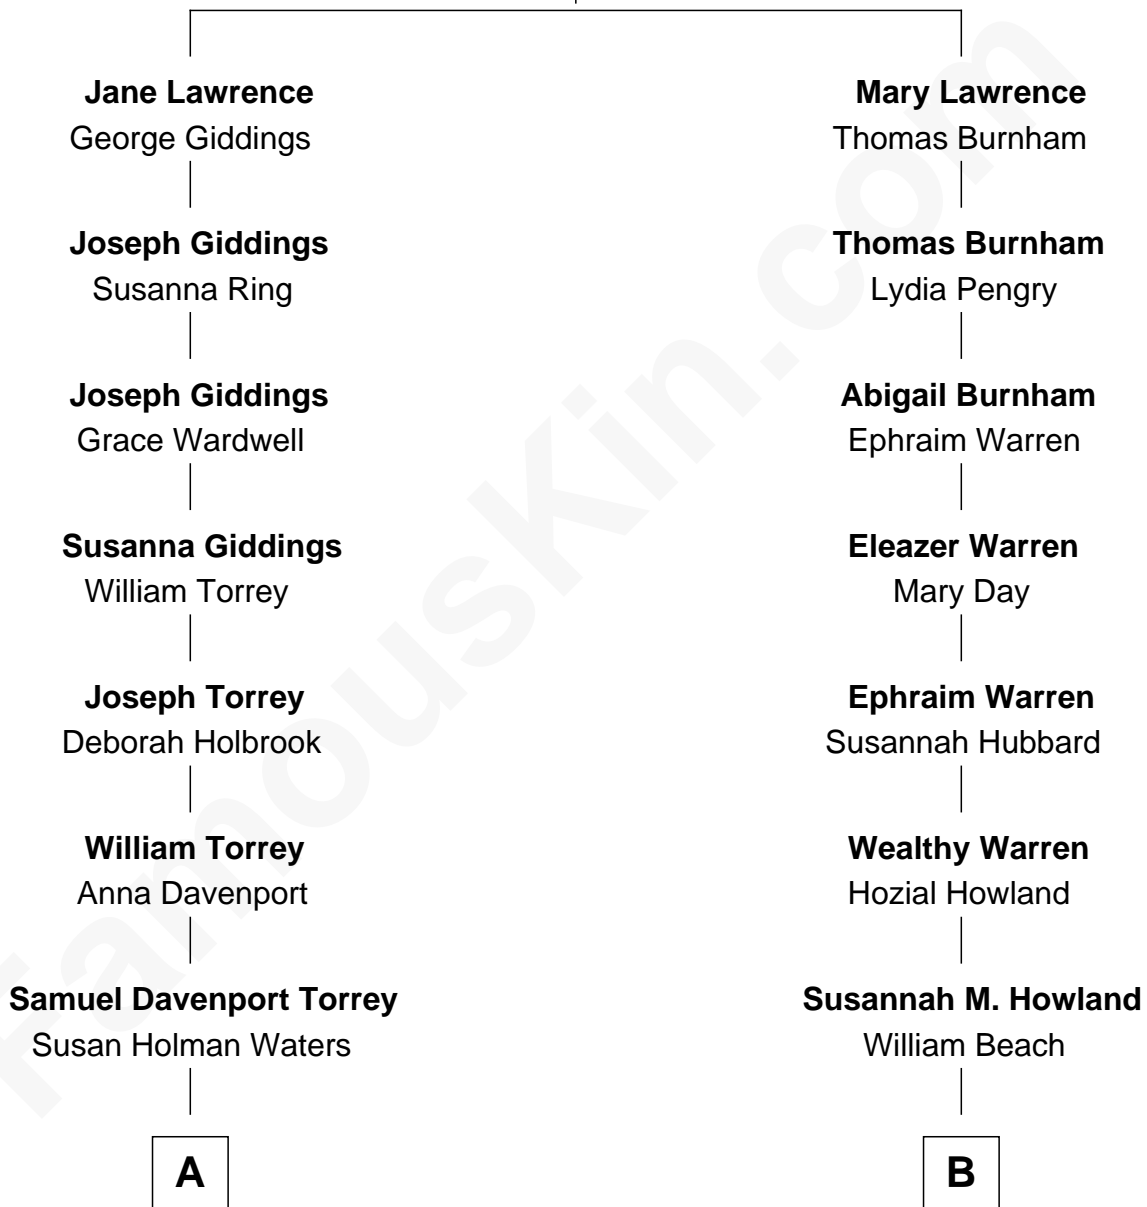 Jane Lawrence
George Giddings
Joseph Giddings
Susanna Ring
Joseph Giddings
Grace Wardwell
Susanna Giddings
William Torrey
Joseph Torrey
Deborah Holbrook
William Torrey
Anna Davenport
Samuel Davenport Torrey
Susan Holman Waters
A
Mary Lawrence
Thomas Burnham
Thomas Burnham
Lydia Pengry
Abigail Burnham
Ephraim Warren
Eleazer Warren
Mary Day
Ephraim Warren
Susannah Hubbard
Wealthy Warren
Hozial Howland
Susannah M. Howland
William Beach
B
FamousKin.com